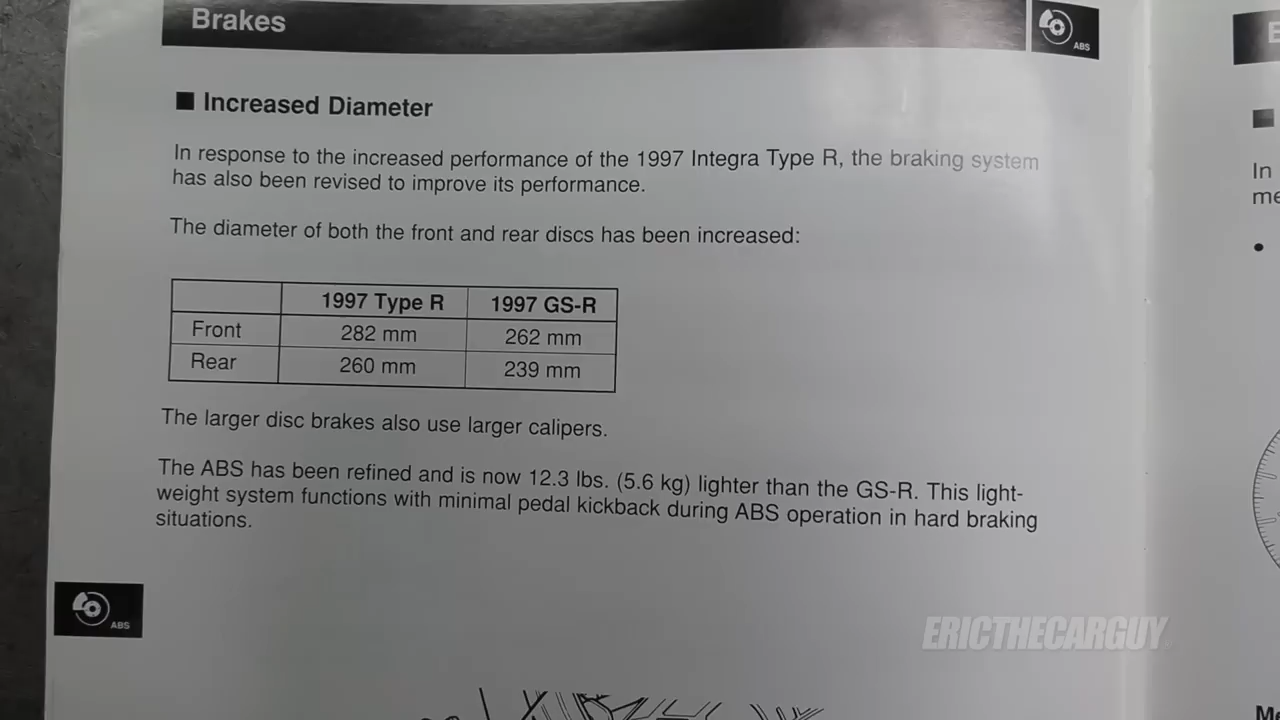 Brakes
ABS
■ Increased Diameter
In response to the increased performance of the 1997 Integra Type R, the braking system
has also been revised to improve its performance.
The diameter of both the front and rear discs has been increased:
1997 Type R 1997 GS-R
Front 282 mm 262 mm
Rear 260 mm 239 mm
The larger disc brakes also use larger calipers.
The ABS has been refined and is now 12.3 lbs. (5.6 kg) lighter than the GS-R. This light-
weight system functions with minimal pedal kickback during ABS operation in hard braking
situations.
ABS
ERICTHECARGUY
In